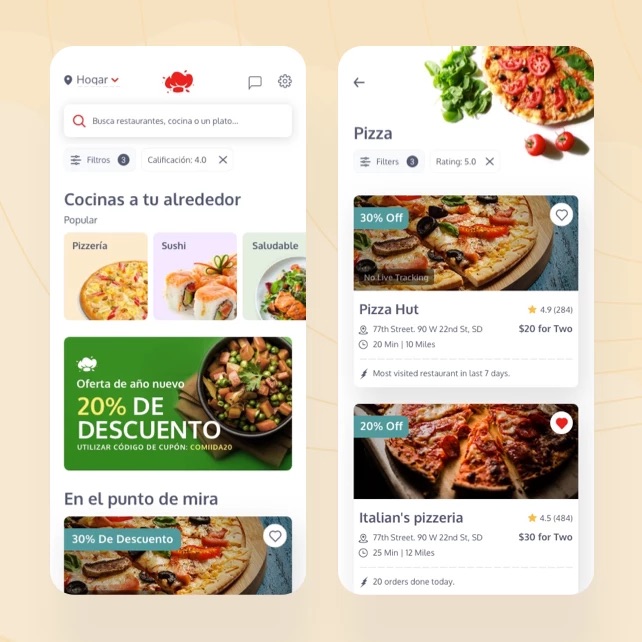 Hogar
Busca restaurantes, cocina o un plato...
Filtros 3 Calificación: 4.0
Cocinas a tu alrededor
Popular
Pizzería Sushi Saludable
Oferta de año nuevo
20% DE
DESCUENTO
UTILIZAR CÓDIGO DE CUPÓN: COMIIDA20
En el punto de mira
30% De Descuento
Pizza
Filters 3 Rating: 5.0
30% Off
No Live Tracking
Pizza Hut 4.9 (284)
77th Street. 90 W 22nd St, SD $20 for Two
20 Min | 10 Miles
Most visited restaurant in last 7 days.
20% Off
Italian's pizzeria 4.5 (484)
77th Street. 90 W 22nd St, SD $30 for Two
25 Min | 12 Miles
20 orders done today.